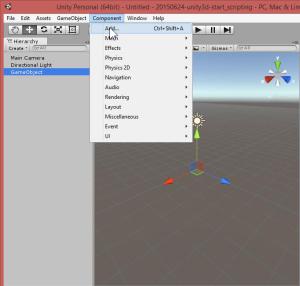 Unity Personal (64bit) - Untitled - 20150624-unity3d-start_scripting - PC, Mac & Lin
File Edit Assets GameObject Component Window Help
Add... Ctrl+Shift+A
Mesh
Effects
Physics
Physics 2D
Navigation
Audio
Rendering
Layout
Miscellaneous
Event
UI
Hierarchy
Create
All
Gizmos
All
Main Camera
Directional Light
GameObject